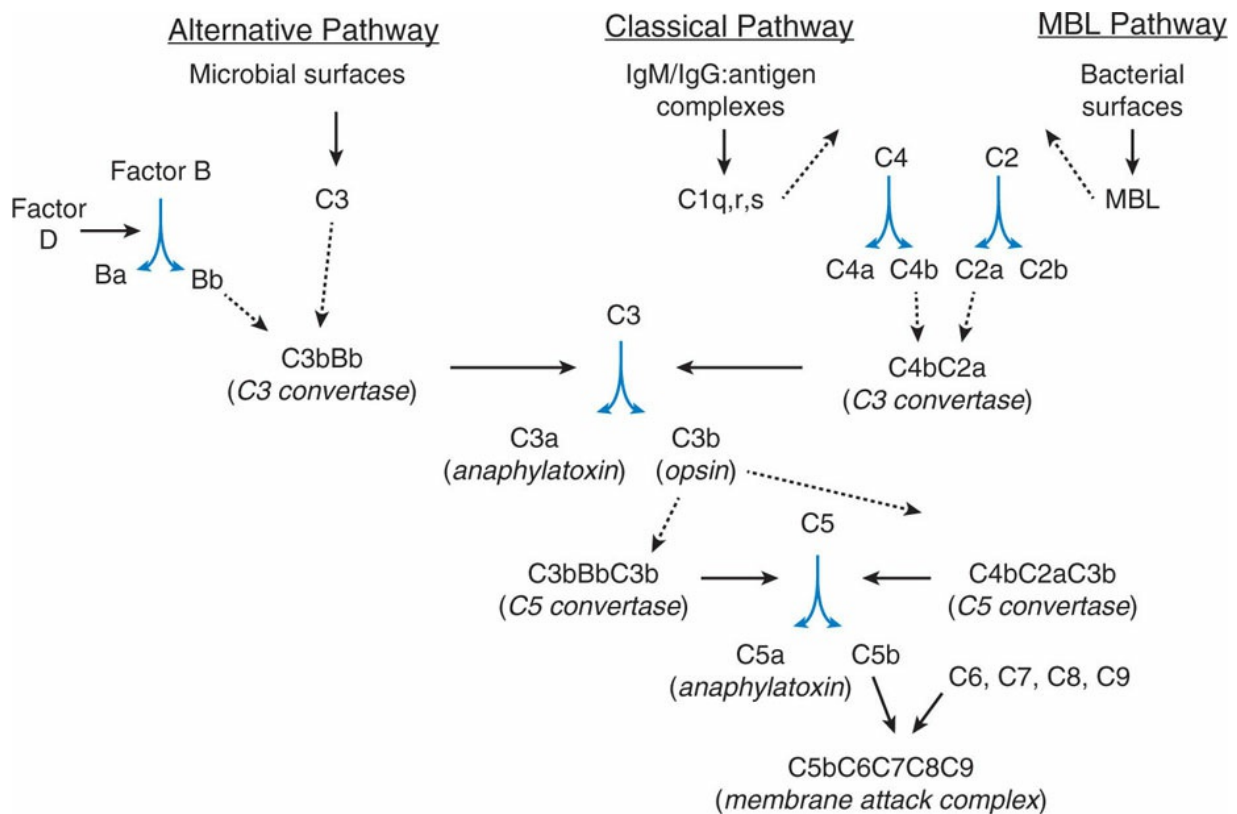 Alternative Pathway
Classical Pathway
MBL Pathway
Microbial surfaces
IgM/IgG:antigen
complexes
Bacterial
surfaces
Factor B
Factor
D
C3
C1q,r,s
C4
C2
MBL
Ba
Bb
C4a
C4b
C2a
C2b
C3
C3bBb
(C3 convertase)
C4bC2a
(C3 convertase)
C3a
(anaphylatoxin)
C3b
(opsin)
C5
C3bBbC3b
(C5 convertase)
C4bC2aC3b
(C5 convertase)
C5a
(anaphylatoxin)
C5b
C6, C7, C8, C9
C5bC6C7C8C9
(membrane attack complex)